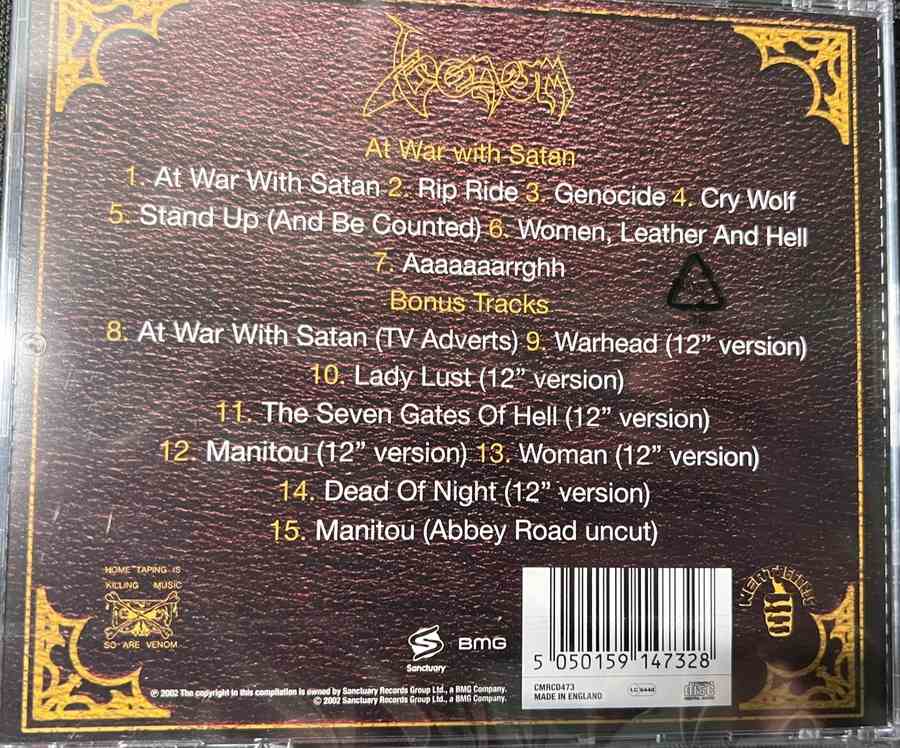 Venom
At War with Satan
1. At War With Satan 2. Rip Ride 3. Genocide 4. Cry Wolf
5. Stand Up (And Be Counted) 6. Women, Leather And Hell
7. Aaaaaaarrghh
Bonus Tracks
8. At War With Satan (TV Adverts) 9. Warhead (12” version)
10. Lady Lust (12” version)
11. The Seven Gates Of Hell (12” version)
12. Manitou (12” version) 13. Woman (12” version)
14. Dead Of Night (12” version)
15. Manitou (Abbey Road uncut)
HOME TAPING IS
KILLING MUSIC
SO ARE VENOM
Sanctuary
BMG
NEAT BITH
5 050159 147328
CMRCD473
MADE IN ENGLAND
disc
℗ 2002 The copyright in this compilation is owned by Sanctuary Records Group Ltd., a BMG Company.
© 2002 Sanctuary Records Group Ltd., a BMG Company.